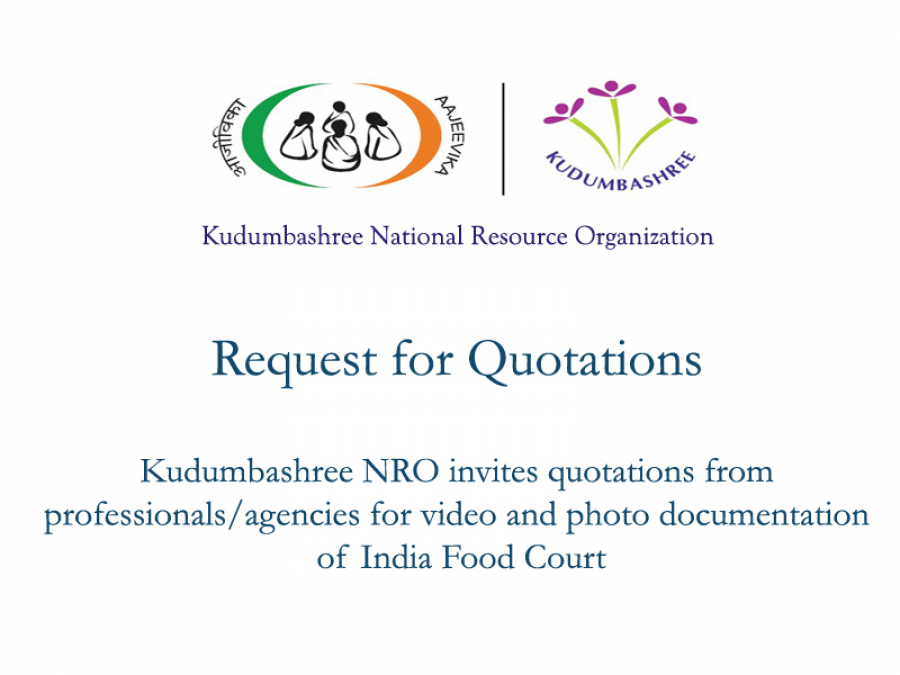 आजीविका
AAJEEVIKA
KUDUMBASHREE
Kudumbashree National Resource Organization
Request for Quotations
Kudumbashree NRO invites quotations from
professionals/agencies for video and photo documentation
of India Food Court